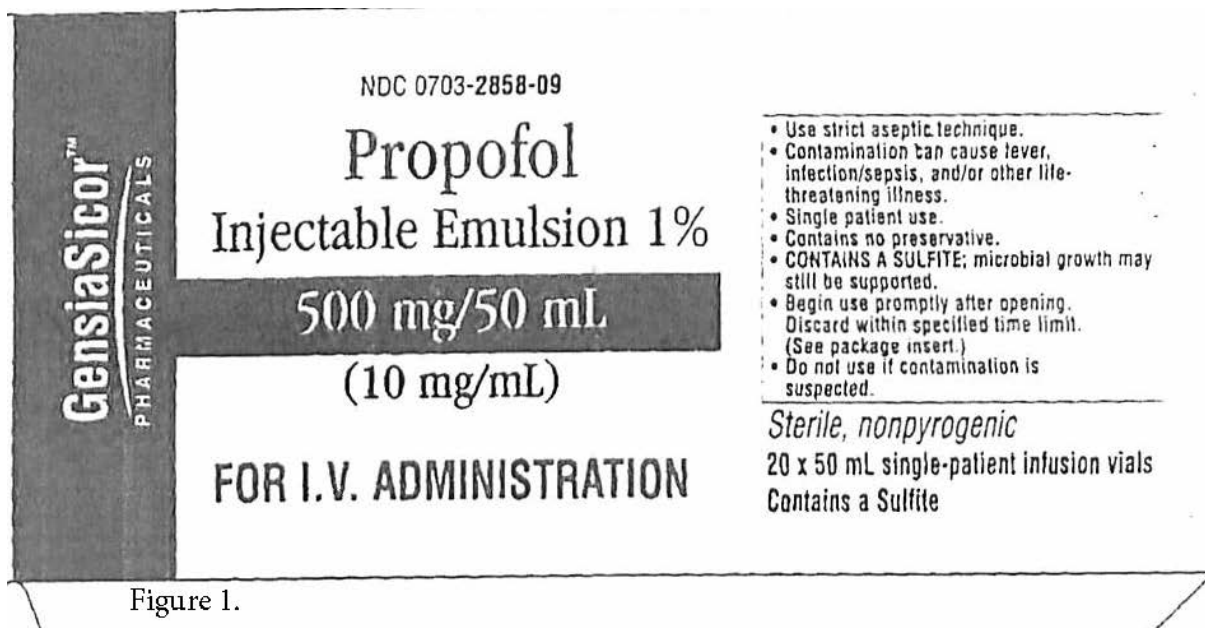 GensiaSicor™
PHARMACEUTICALS
NDC 0703-2858-09
Propofol
Injectable Emulsion 1%
500 mg/50 mL
(10 mg/mL)
FOR I.V. ADMINISTRATION
• Use strict aseptic technique.
• Contamination can cause fever,
infection/sepsis, and/or other life-
threatening illness.
• Single patient use.
• Contains no preservative.
• CONTAINS A SULFITE; microbial growth may
still be supported.
• Begin use promptly after opening.
Discard within specified time limit.
(See package insert.)
• Do not use if contamination is
suspected.
Sterile, nonpyrogenic
20 x 50 mL single-patient infusion vials
Contains a Sulfite
Figure 1.